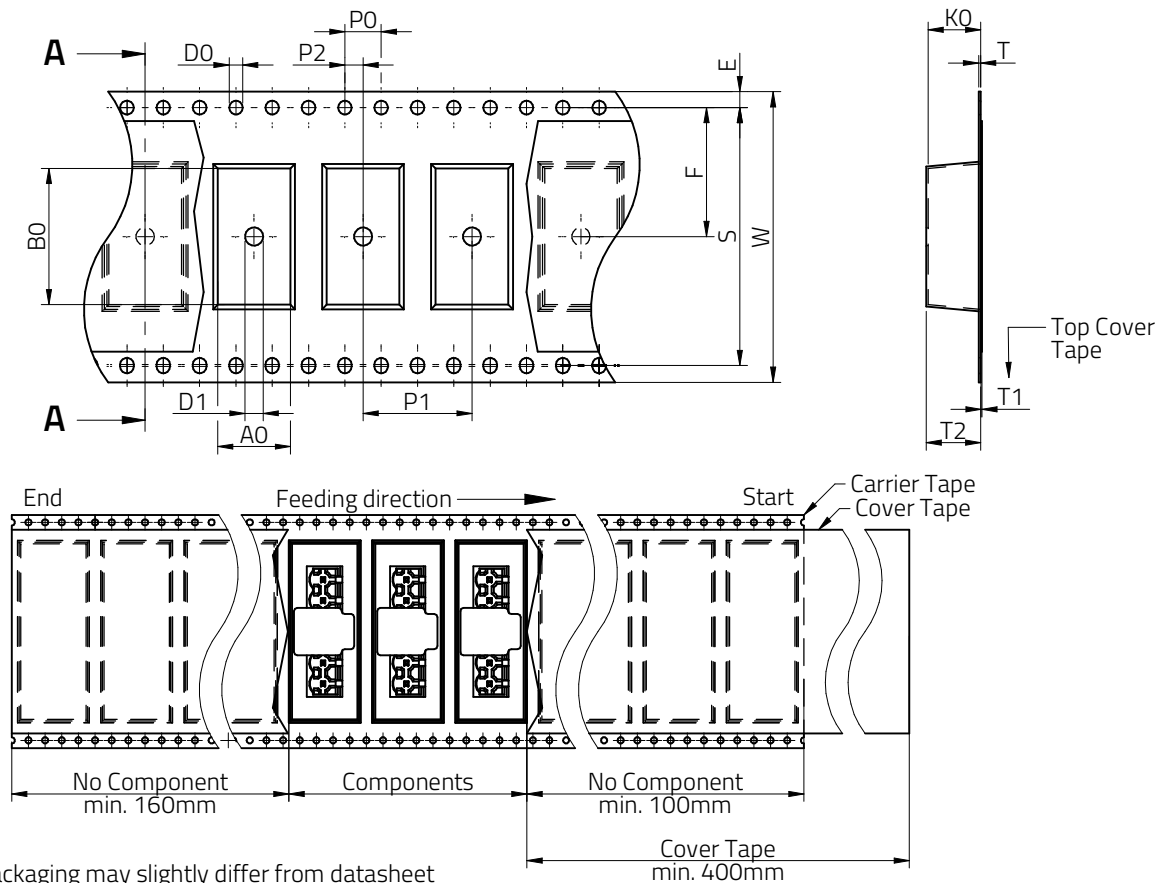 A
D0
P2
P0
E
K0
T
B0
F
S
W
Top Cover
Tape
D1
P1
A
A0
T1
T2
End
Feeding direction
Start
Carrier Tape
Cover Tape
No Component
min. 160mm
Components
No Component
min. 100mm
Cover Tape
min. 400mm
may slightly differ from datasheet